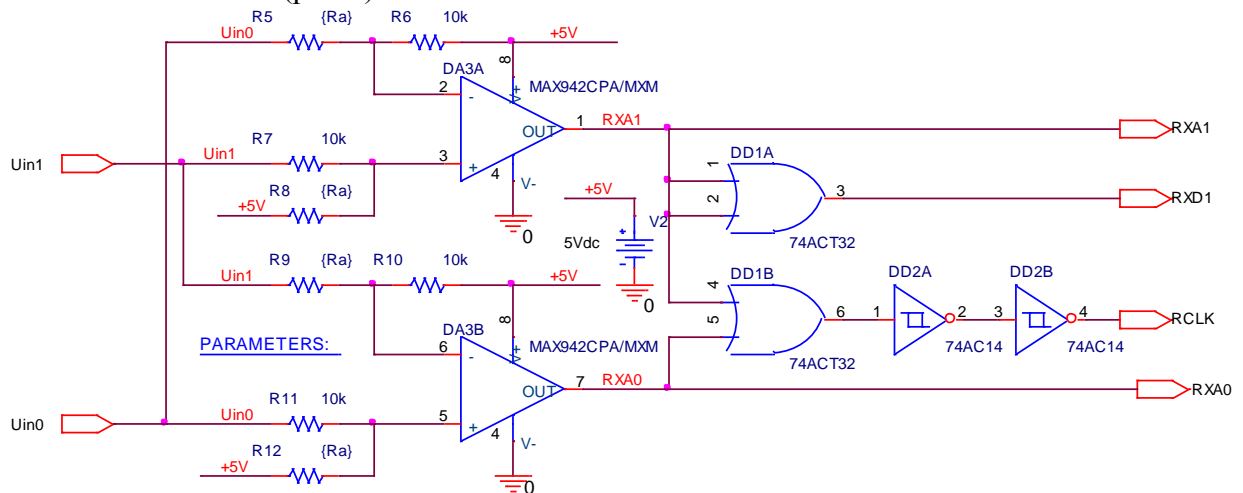 R5 {Ra} R6 10k
Uin0 +5V
8
DA3A
MAX942CPA/MXM
2 - V+
OUT 1 RXA1 RXA1
R7 10k
Uin1 Uin1 3 +
4 V-
R8 {Ra}
+5V
0
DD1A
1
2 3 RXD1
74ACT32
+5V
V2
5Vdc
0
R9 {Ra} R10 10k
Uin1 +5V
8
DA3B
MAX942CPA/MXM
PARAMETERS:
6 - V+
OUT 7 RXA0 RXA0
DD1B DD2A DD2B
4
5 6 1 2 3 4 RCLK
74ACT32 74AC14 74AC14
R11 10k
Uin0 Uin0 5 +
4 V-
R12 {Ra}
+5V
0